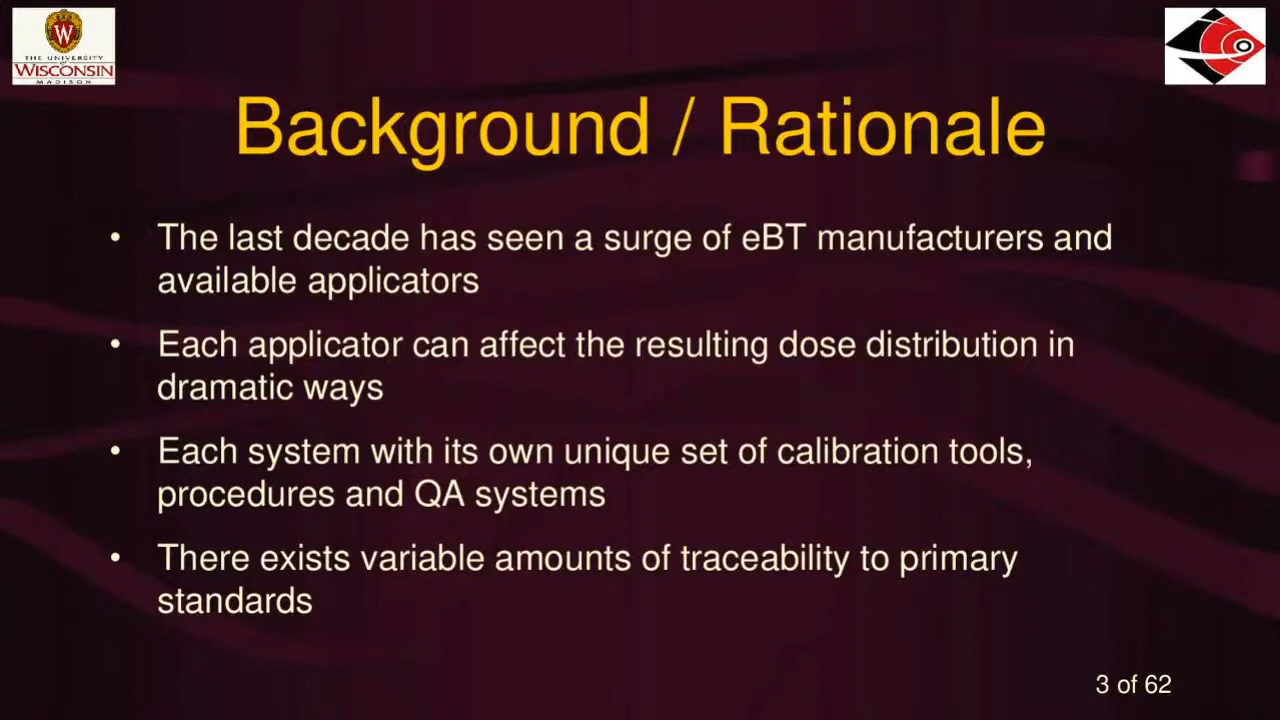 THE UNIVERSITY
of
WISCONSIN
MADISON
W
Background / Rationale
• The last decade has seen a surge of eBT manufacturers and
available applicators
• Each applicator can affect the resulting dose distribution in
dramatic ways
• Each system with its own unique set of calibration tools,
procedures and QA systems
• There exists variable amounts of traceability to primary
standards
3 of 62